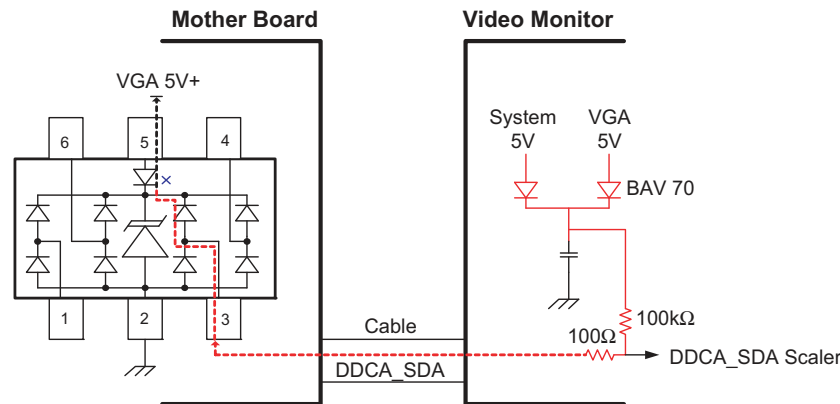 Mother Board
Video Monitor
VGA 5V+
System
5V
VGA
5V
6
5
4
×
BAV 70
1
2
3
Cable
100Ω
100kΩ
DDCA_SDA
DDCA_SDA Scaler